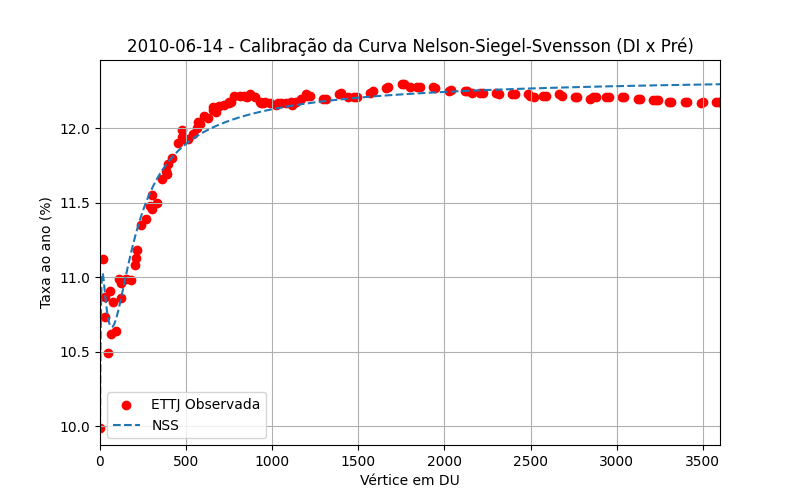 2010-06-14 - Calibração da Curva Nelson-Siegel-Svensson (DI x Pré)
Taxa ao ano (%)
12.0
11.5
11.0
10.5
10.0
ETTJ Observada
NSS
0 500 1000 1500 2000 2500 3000 3500
Vértice em DU